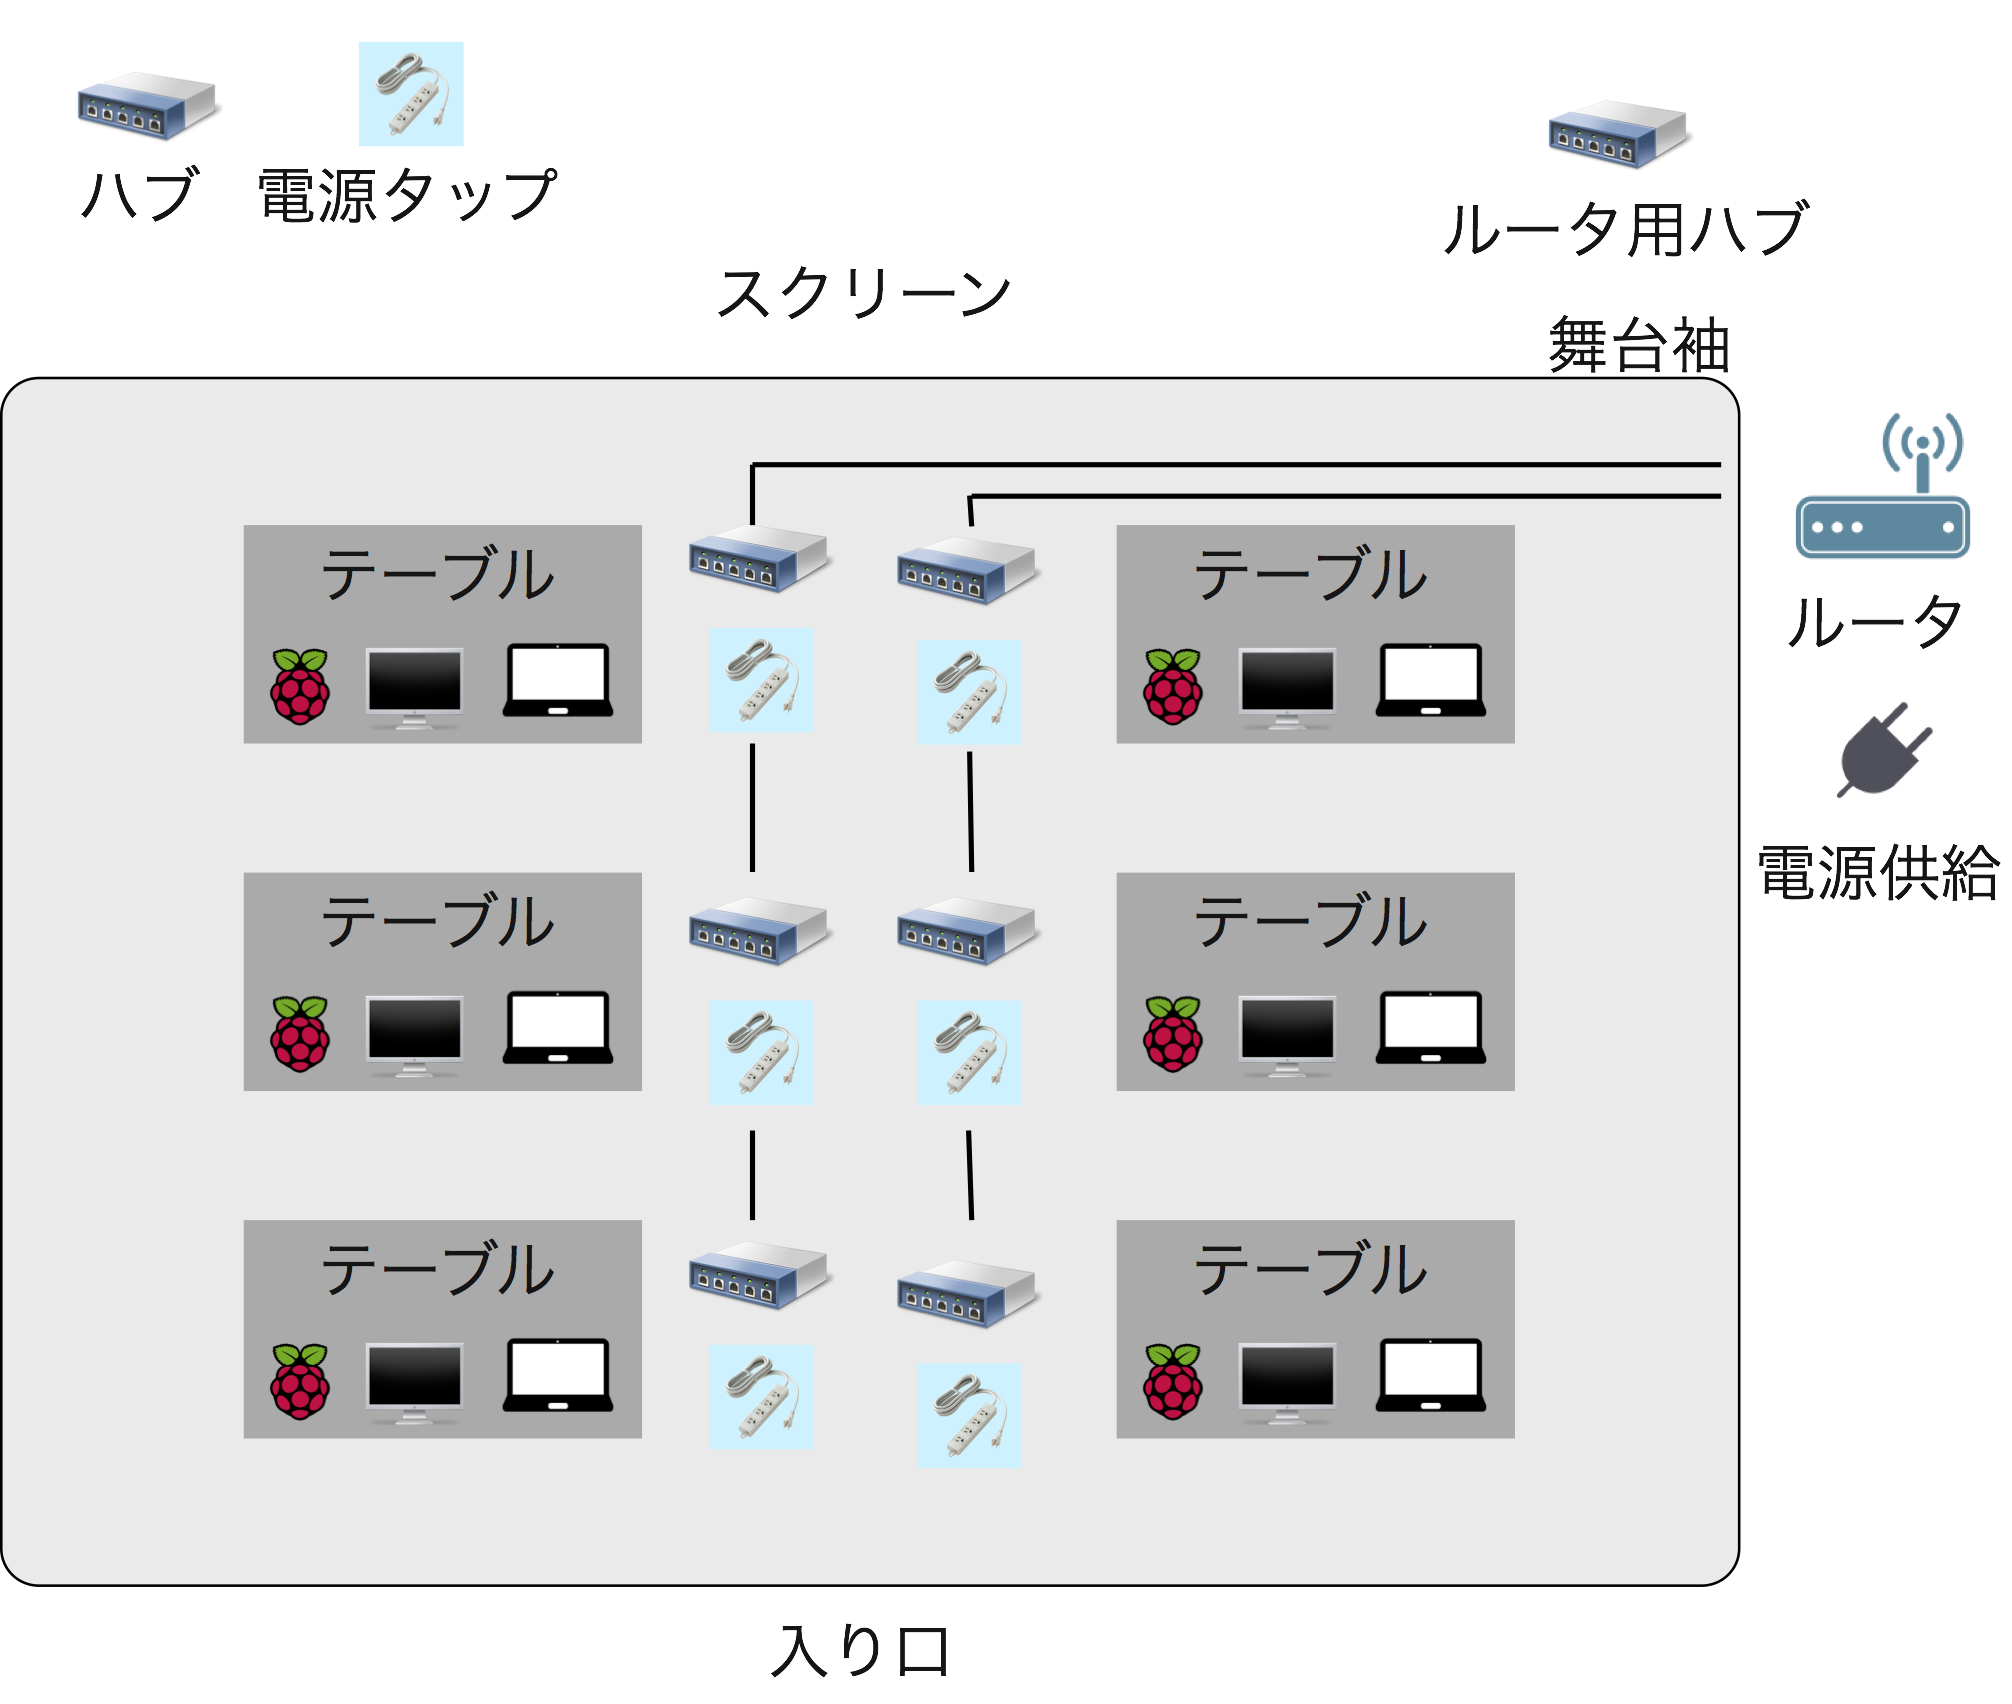 ハブ
電源タップ
ルータ用ハブ
スクリーン
舞台袖
テーブル
テーブル
ルータ
電源供給
テーブル
テーブル
テーブル
テーブル
入り口